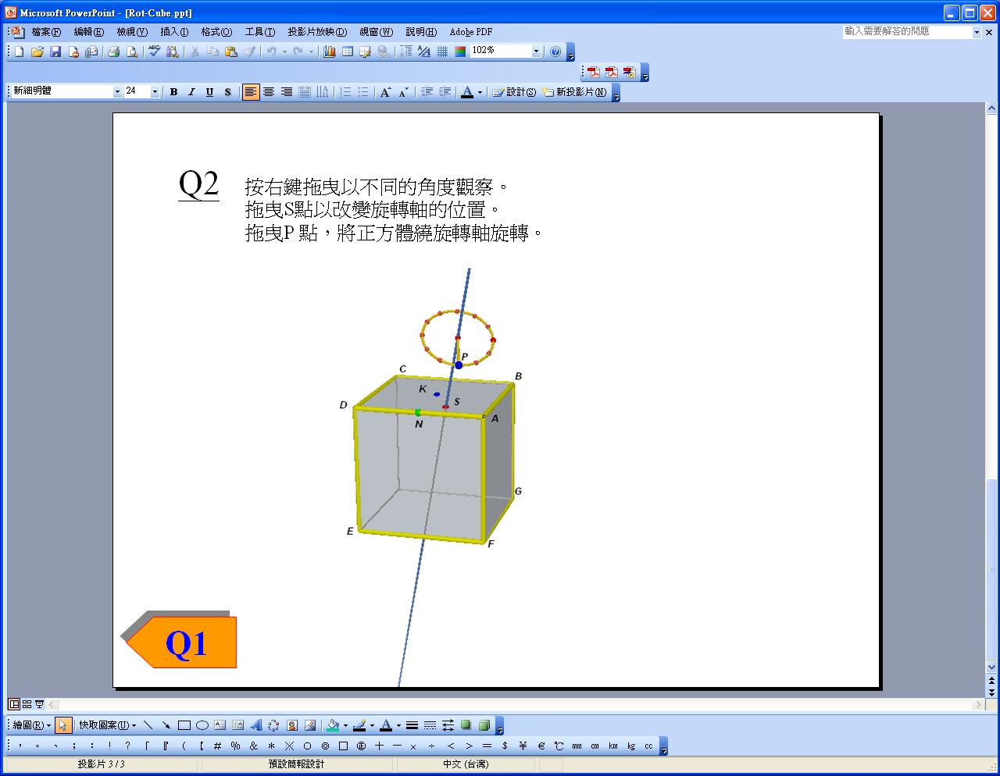 Microsoft PowerPoint - [Rot-Cube.ppt]
檔案(F) 編輯(E) 檢視(V) 插入(I) 格式(O) 工具(T) 投影片放映(D) 視窗(W) 說明(H) Adobe PDF 輸入需要解答的問題
102%
新細明體 24 B I U S 設計(S) 新投影片(N)
Q2 按右鍵拖曳以不同的角度觀察。
拖曳S點以改變旋轉軸的位置。
拖曳P 點，將正方體繞旋轉軸旋轉。
P
C
B
K
S
D
A
N
G
E
F
Q1
繪圖(R) 快取圖案(U)
， 。 、 ； ： ！ ？ 「 『 （ 【 # % & * ※ ○ ◎ □ ㊣ ＋ － × ÷ ＜ ＞ ＝ $ ¥ € ℃ mm cm km kg cc
投影片 3 / 3 預設簡報設計 中文 (台灣)